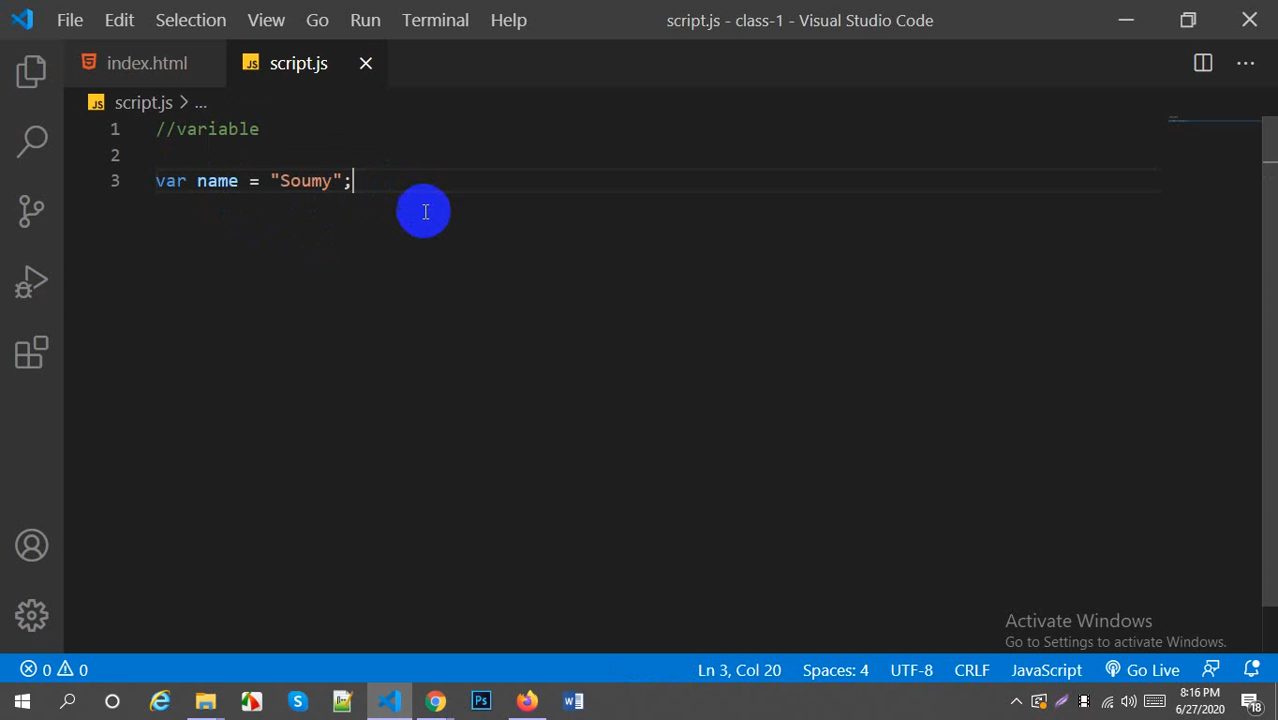 File Edit Selection View Go Run Terminal Help script.js - class-1 - Visual Studio Code
index.html JS script.js
JS script.js > ...
1 //variable
2
3 var name = "Soumy";
Activate Windows
Go to Settings to activate Windows.
0 0 Ln 3, Col 20 Spaces: 4 UTF-8 CRLF JavaScript Go Live
8:16 PM
6/27/2020
18